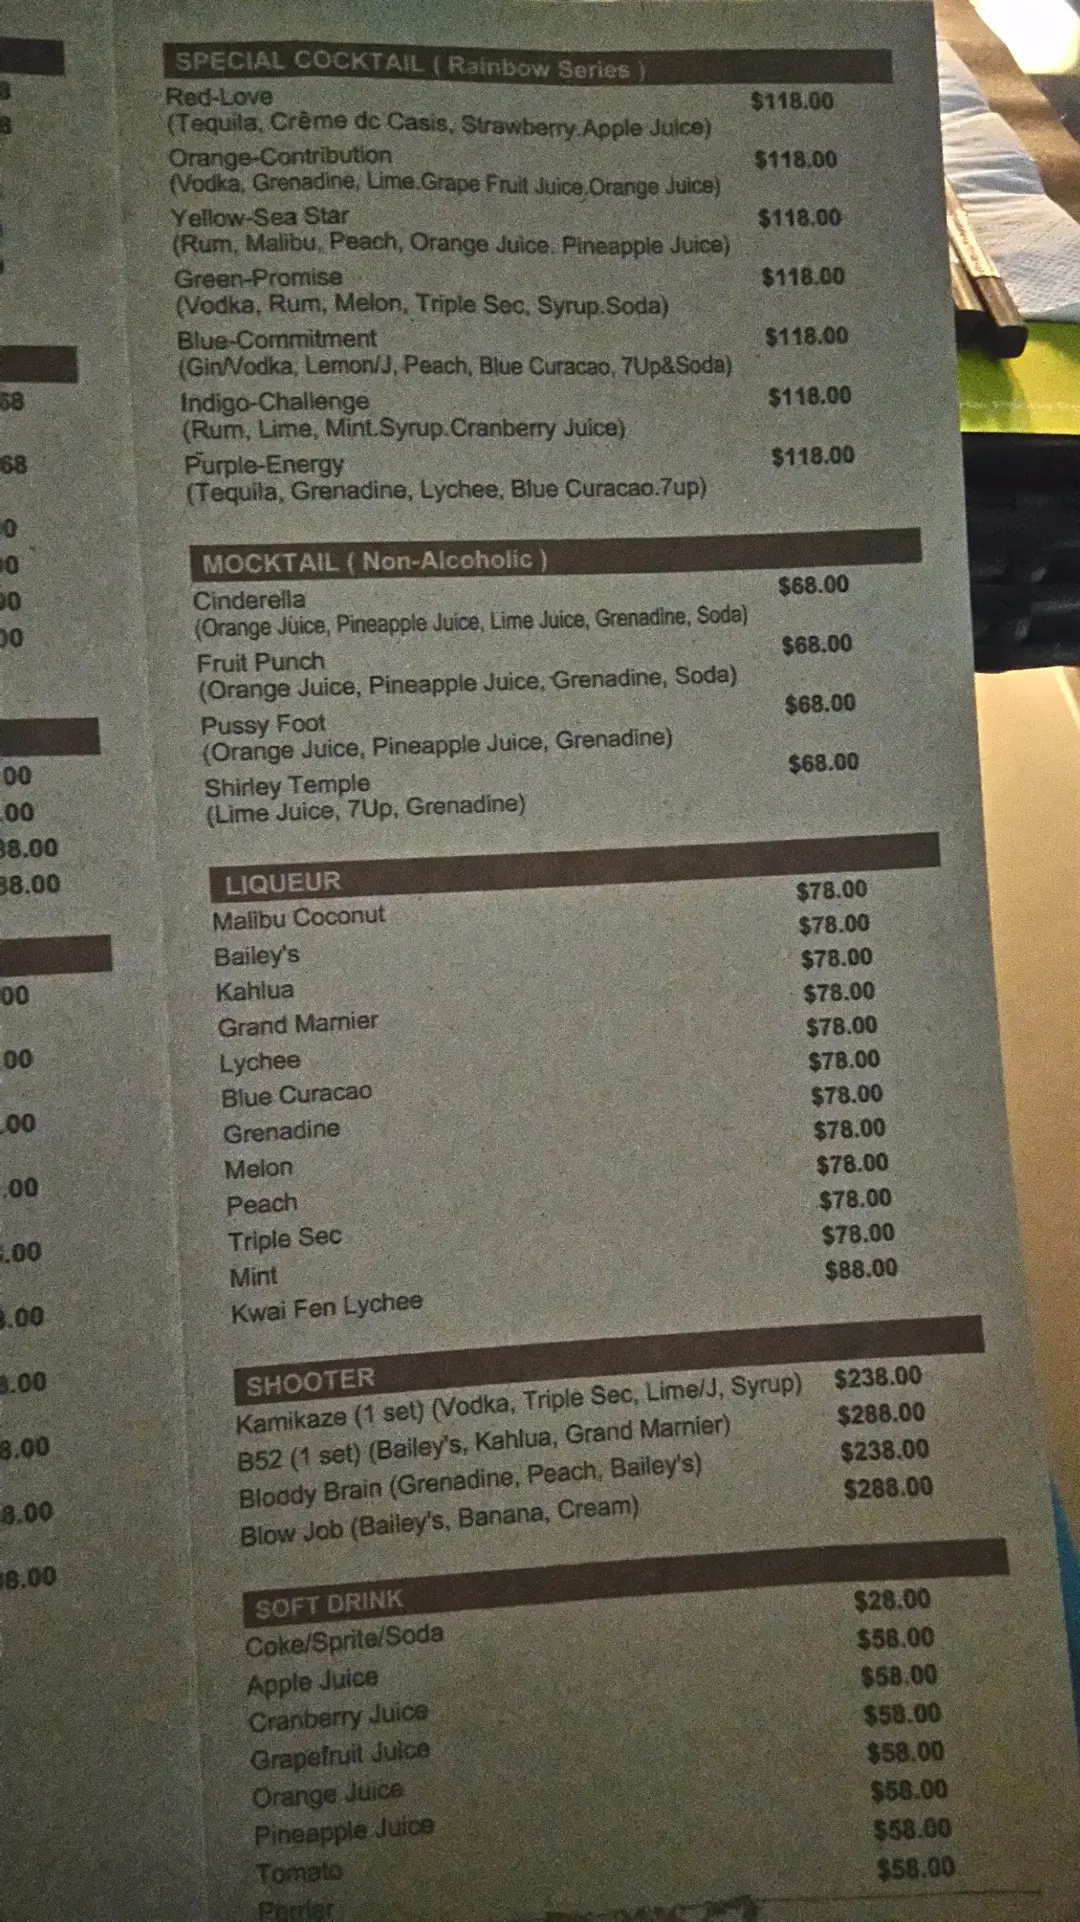 SPECIAL COCKTAIL ( Rainbow Series )
Red-Love $118.00
(Tequila, Crème dc Casis, Strawberry.Apple Juice)
Orange-Contribution $118.00
(Vodka, Grenadine, Lime.Grape Fruit Juice,Orange Juice)
Yellow-Sea Star $118.00
(Rum, Malibu, Peach, Orange Juice. Pineapple Juice)
Green-Promise $118.00
(Vodka, Rum, Melon, Triple Sec, Syrup.Soda)
Blue-Commitment $118.00
(Gin/Vodka, Lemon/J, Peach, Blue Curacao, 7Up&Soda)
Indigo-Challenge $118.00
(Rum, Lime, Mint.Syrup.Cranberry Juice)
Purple-Energy $118.00
(Tequila, Grenadine, Lychee, Blue Curacao.7up)
MOCKTAIL ( Non-Alcoholic )
Cinderella $68.00
(Orange Juice, Pineapple Juice, Lime Juice, Grenadine, Soda)
Fruit Punch $68.00
(Orange Juice, Pineapple Juice, Grenadine, Soda)
Pussy Foot $68.00
(Orange Juice, Pineapple Juice, Grenadine)
Shirley Temple $68.00
(Lime Juice, 7Up, Grenadine)
LIQUEUR
Malibu Coconut $78.00
Bailey's $78.00
Kahlua $78.00
Grand Marnier $78.00
Lychee $78.00
Blue Curacao $78.00
Grenadine $78.00
Melon $78.00
Peach $78.00
Triple Sec $78.00
Mint $78.00
Kwai Fen Lychee $88.00
SHOOTER
Kamikaze (1 set) (Vodka, Triple Sec, Lime/J, Syrup) $238.00
B52 (1 set) (Bailey's, Kahlua, Grand Marnier) $288.00
Bloody Brain (Grenadine, Peach, Bailey's) $238.00
Blow Job (Bailey's, Banana, Cream) $288.00
SOFT DRINK
Coke/Sprite/Soda $28.00
Apple Juice $58.00
Cranberry Juice $58.00
Grapefruit Juice $58.00
Orange Juice $58.00
Pineapple Juice $58.00
Tomato $58.00
Perrier $58.00